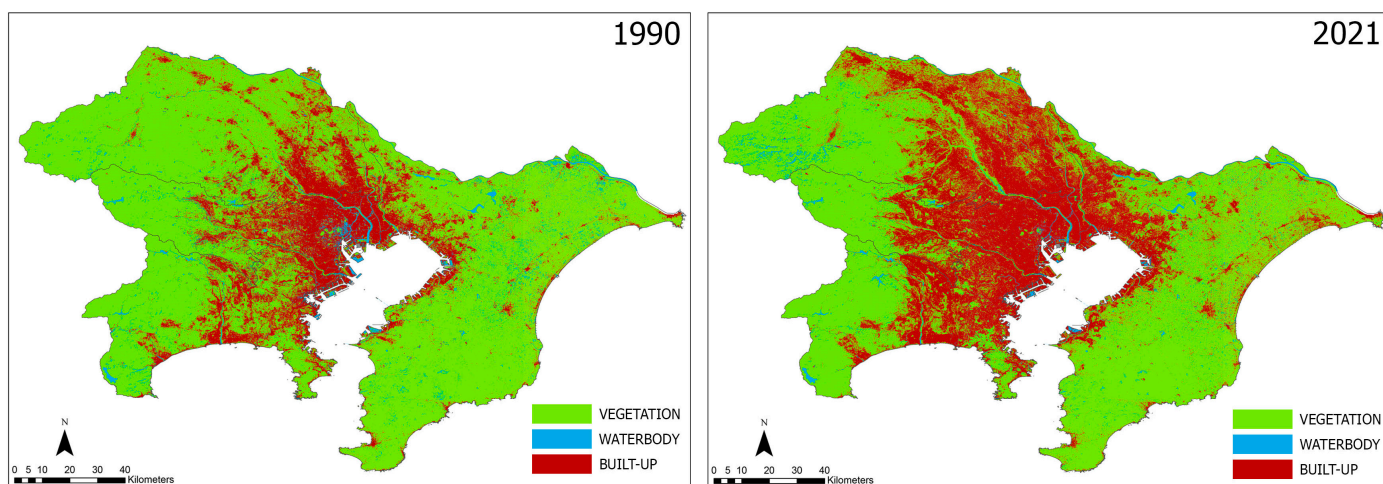 1990
VEGETATION
WATERBODY
BUILT-UP
N
0 5 10 20 30 40
Kilometers
2021
VEGETATION
WATERBODY
BUILT-UP
N
0 5 10 20 30 40
Kilometers